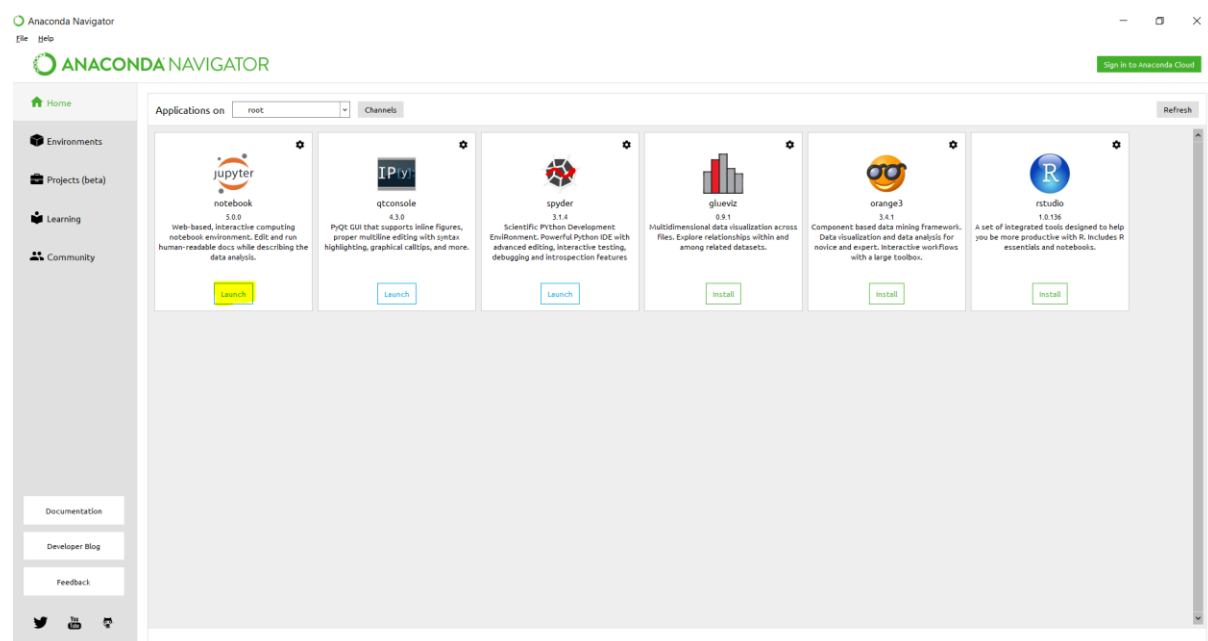 Anaconda Navigator
File Help
ANACONDA NAVIGATOR
Sign in to Anaconda Cloud
Home
Environments
Projects (beta)
Learning
Community
Documentation
Developer Blog
Feedback
You
Tube
Applications on root Channels Refresh
jupyter
notebook
5.0.0
Web-based, interactive computing
notebook environment. Edit and run
human-readable docs while describing the
data analysis.
Launch
IP[y]:
qtconsole
4.3.0
PyQt GUI that supports inline figures,
proper multiline editing with syntax
highlighting, graphical calltips, and more.
Launch
spyder
3.1.4
Scientific PYthon Development
EnviRonment. Powerful Python IDE with
advanced editing, interactive testing,
debugging and introspection features
Launch
glueviz
0.9.1
Multidimensional data visualization across
files. Explore relationships within and
among related datasets.
Install
orange3
3.4.1
Component based data mining framework.
Data visualization and data analysis for
novice and expert. Interactive workflows
with a large toolbox.
Install
R
rstudio
1.0.136
A set of integrated tools designed to help
you be more productive with R. Includes R
essentials and notebooks.
Install